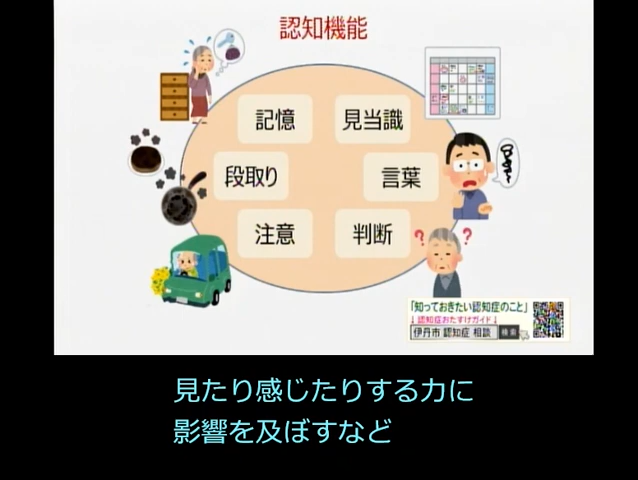 認知機能
記憶
見当識
段取り
言葉
注意
判断
?
?
「知っておきたい認知症のこと」
↓認知症おたすけガイド↓
伊丹市 認知症 相談
検索
見たり感じたりする力に
影響を及ぼすなど